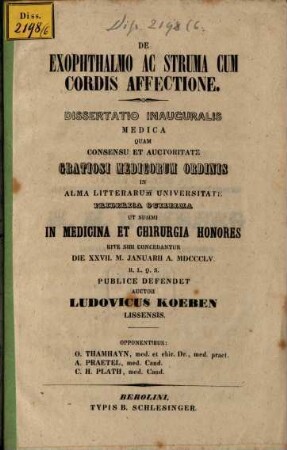 Diss.
2198/6
Diss. 2198 (6.
DE
EXOPHTHALMO AC STRUMA CUM
CORDIS AFFECTIONE.
DISSERTATIO INAUGURALIS
MEDICA
QUAM
CONSENSU ET AUCTORITATE
GRATIOSI MEDICORUM ORDINIS
IN
ALMA LITTERARUM UNIVERSITATE
FRIDERICA GUILELMA
UT SUMMI
IN MEDICINA ET CHIRURGIA HONORES
RITE SIBI CONCEDANTUR
DIE XXVII. M. JANUARII A. MDCCCLV.
H. L. Q. S.
PUBLICE DEFENDET
AUCTOR
LUDOVICUS KOEBEN
LISSENSIS.
OPPONENTIBUS:
O. THAMHAYN, med. et chir. Dr., med. pract.
A. PRAETEL, med. Cand.
C. H. PLATH, med. Cand.
BEROLINI,
TYPIS B. SCHLESINGER.